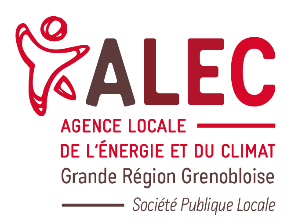 ALEC
AGENCE LOCALE
DE L'ÉNERGIE ET DU CLIMAT
Grande Région Grenobloise
Société Publique Locale